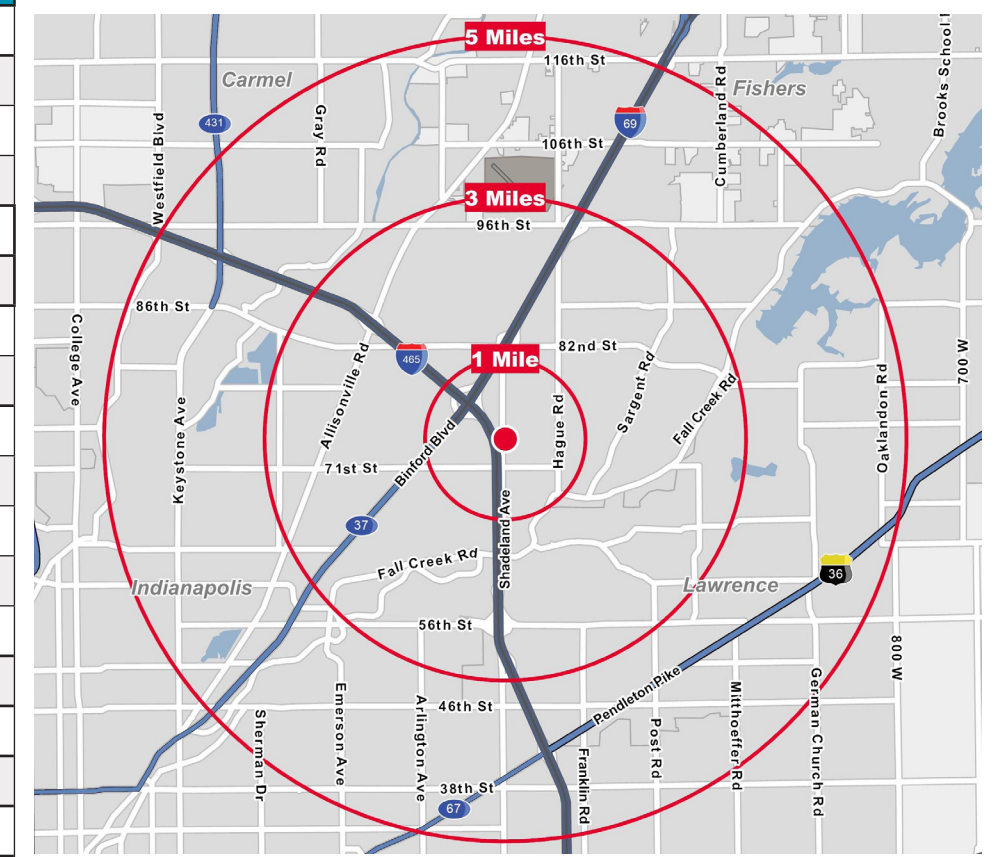 5 Miles
116th St
Carmel
Fishers
Brooks School
Cumberland Rd
431
Gray Rd
69
Westfield Blvd
106th St
3 Miles
96th St
86th St
College Ave
82nd St
1 Mile
465
700 W
Allisonville Rd
Sargent Rd
Fall Creek Rd
Oaklandon Rd
Hague Rd
Keystone Ave
Binford Blvd
71st St
Shadeland Ave
37
Fall Creek Rd
36
Indianapolis
Lawrence
56th St
800 W
Pendleton Pike
46th St
Emerson Ave
Arlington Ave
Sherman Dr
Franklin Rd
Post Rd
Mitthoeffer Rd
German Church Rd
38th St
67